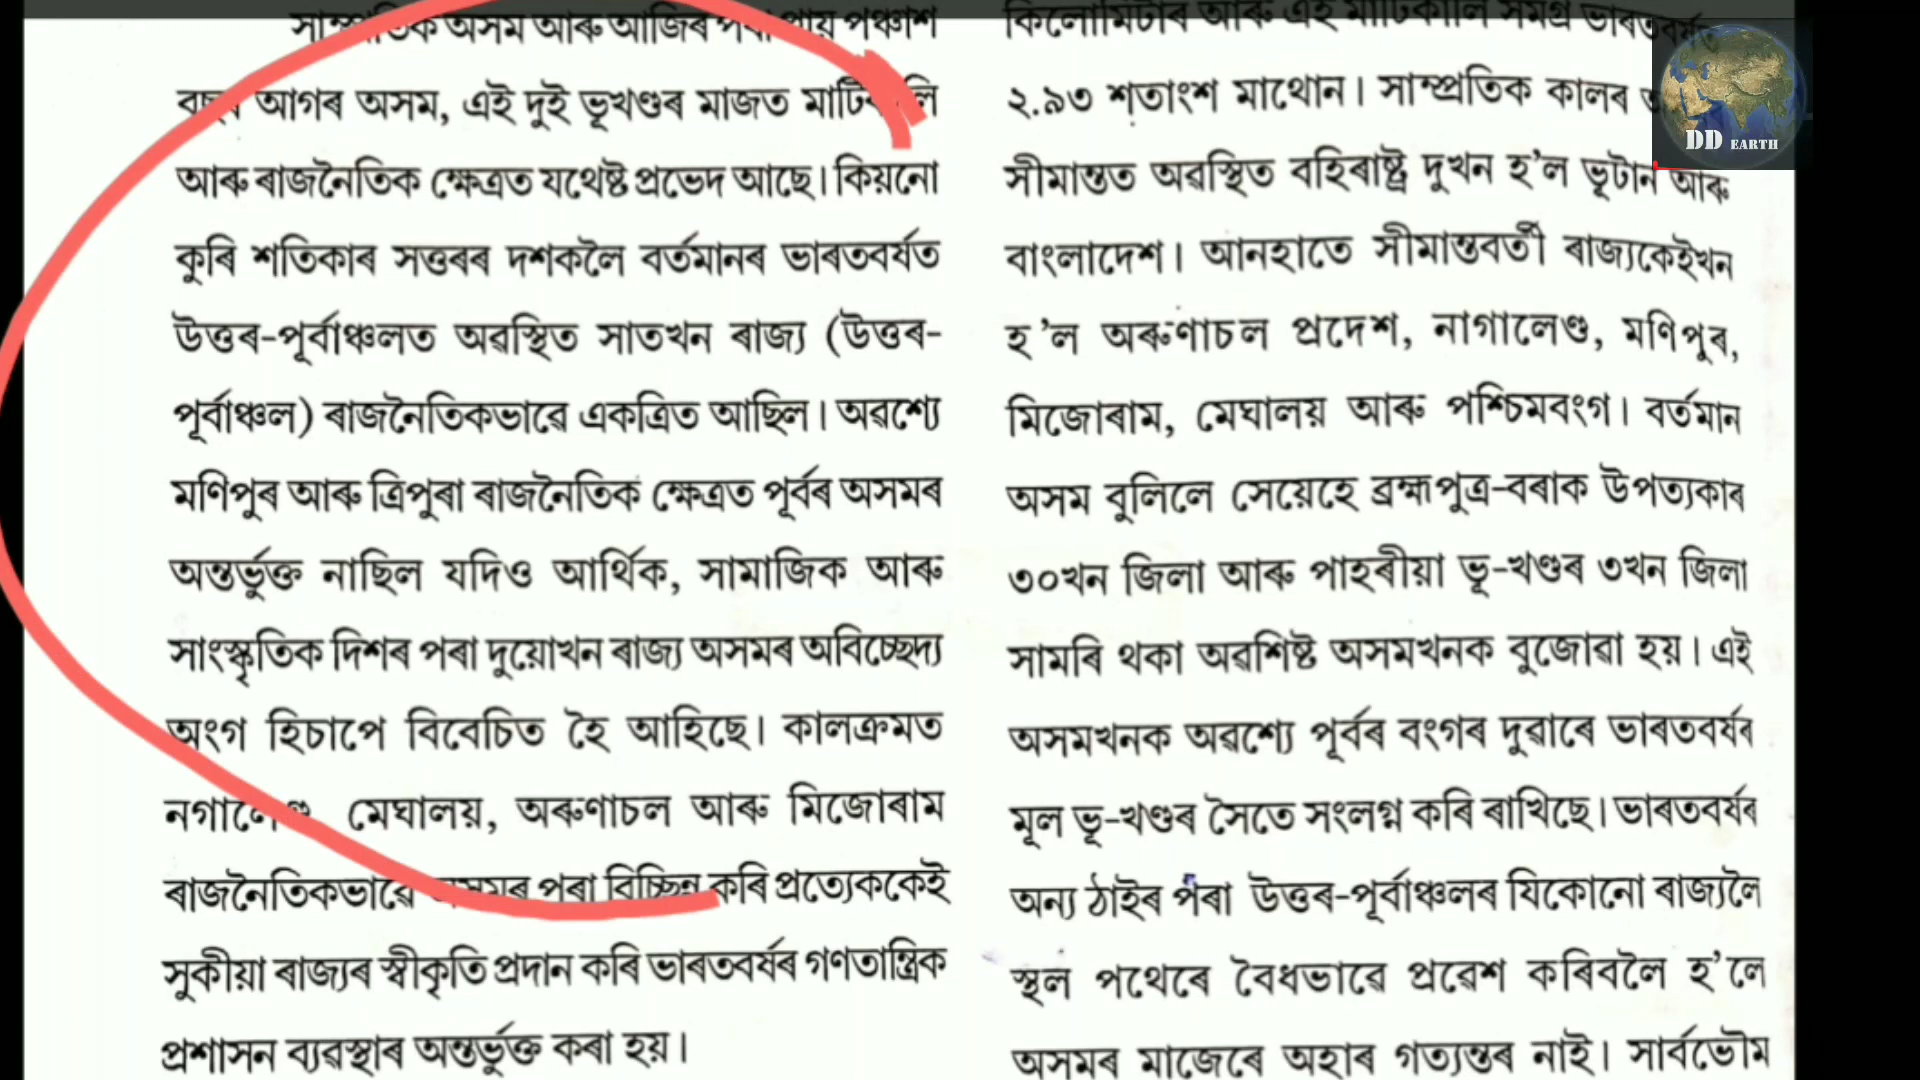 সাম্প্ৰতিক অসম আৰু আজিৰ পৰা প্ৰায় পঞ্চাশ
বছৰ আগৰ অসম, এই দুই ভূখণ্ডৰ মাজত মাটিকালি
আৰু ৰাজনৈতিক ক্ষেত্ৰত যথেষ্ট প্ৰভেদ আছে। কিয়নো
কুৰি শতিকাৰ সত্তৰৰ দশকলৈ বৰ্তমানৰ ভাৰতবৰ্ষত
উত্তৰ-পূৰ্বাঞ্চলত অৱস্থিত সাতখন ৰাজ্য (উত্তৰ-
পূৰ্বাঞ্চল) ৰাজনৈতিকভাৱে একত্ৰিত আছিল। অৱশ্যে
মণিপুৰ আৰু ত্ৰিপুৰা ৰাজনৈতিক ক্ষেত্ৰত পূৰ্বৰ অসমৰ
অন্তৰ্ভুক্ত নাছিল যদিও আৰ্থিক, সামাজিক আৰু
সাংস্কৃতিক দিশৰ পৰা দুয়োখন ৰাজ্য অসমৰ অবিচ্ছেদ্য
অংগ হিচাপে বিবেচিত হৈ আহিছে। কালক্ৰমত
নগালেণ্ড মেঘালয়, অৰুণাচল আৰু মিজোৰাম
ৰাজনৈতিকভাৱে অসমৰ পৰা বিচ্ছিন্ন কৰি প্ৰত্যেককেই
সুকীয়া ৰাজ্যৰ স্বীকৃতি প্ৰদান কৰি ভাৰতবৰ্ষৰ গণতান্ত্ৰিক
প্ৰশাসন ব্যৱস্থাৰ অন্তৰ্ভুক্ত কৰা হয়।
কিলোমিটাৰ আৰু এই মাটিকালি সমগ্ৰ ভাৰতবৰ্ষত
২.৯৩ শতাংশ মাথোন। সাম্প্ৰতিক কালৰ
সীমান্তত অৱস্থিত বহিৰাষ্ট্ৰ দুখন হ'ল ভূটান আৰু
বাংলাদেশ। আনহাতে সীমান্তবৰ্তী ৰাজ্যকেইখন
হ'ল অৰুণাচল প্ৰদেশ, নাগালেণ্ড, মণিপুৰ,
মিজোৰাম, মেঘালয় আৰু পশ্চিমবংগ। বৰ্তমান
অসম বুলিলে সেয়েহে ব্ৰহ্মপুত্ৰ-বৰাক উপত্যকাৰ
৩০খন জিলা আৰু পাহৰীয়া ভূ-খণ্ডৰ ৩খন জিলা
সামৰি থকা অৱশিষ্ট অসমখনক বুজোৱা হয়। এই
অসমখনক অৱশ্যে পূৰ্বৰ বংগৰ দুৱাৰে ভাৰতবৰ্ষৰ
মূল ভূ-খণ্ডৰ সৈতে সংলগ্ন কৰি ৰাখিছে। ভাৰতবৰ্ষৰ
অন্য ঠাইৰ পৰা উত্তৰ-পূৰ্বাঞ্চলৰ যিকোনো ৰাজ্যলৈ
স্থল পথেৰে বৈধভাৱে প্ৰৱেশ কৰিবলৈ হ'লে
অসমৰ মাজেৰে অহাৰ গত্যন্তৰ নাই। সাৰ্বভৌম
DD EARTH